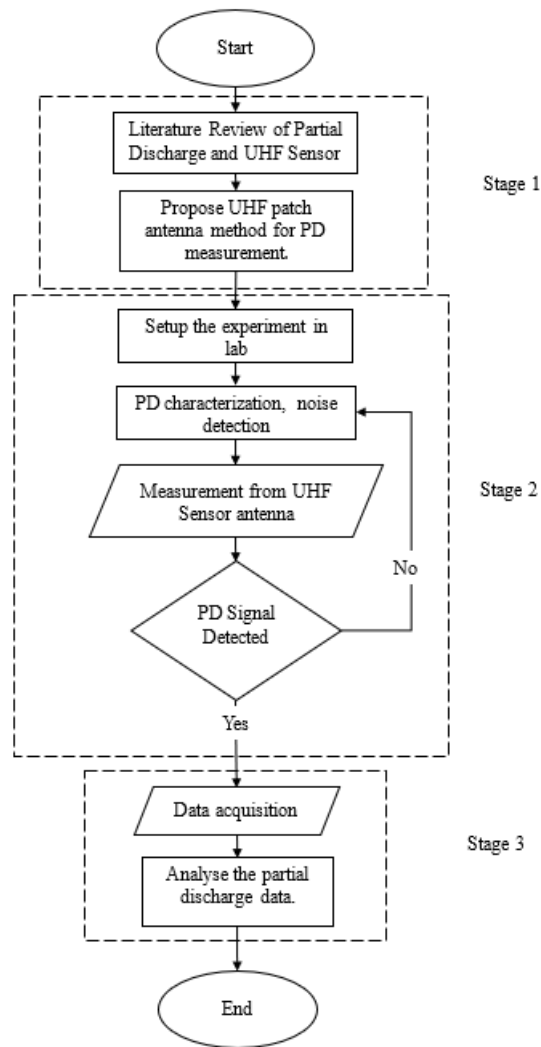 Start
Literature Review of Partial
Discharge and UHF Sensor
Stage 1
Propose UHF patch
antenna method for PD
measurement.
Setup the experiment in
lab
PD characterization, noise
detection
Measurement from UHF
Sensor antenna
Stage 2
No
PD Signal
Detected
Yes
Data acquisition
Stage 3
Analyse the partial
discharge data.
End